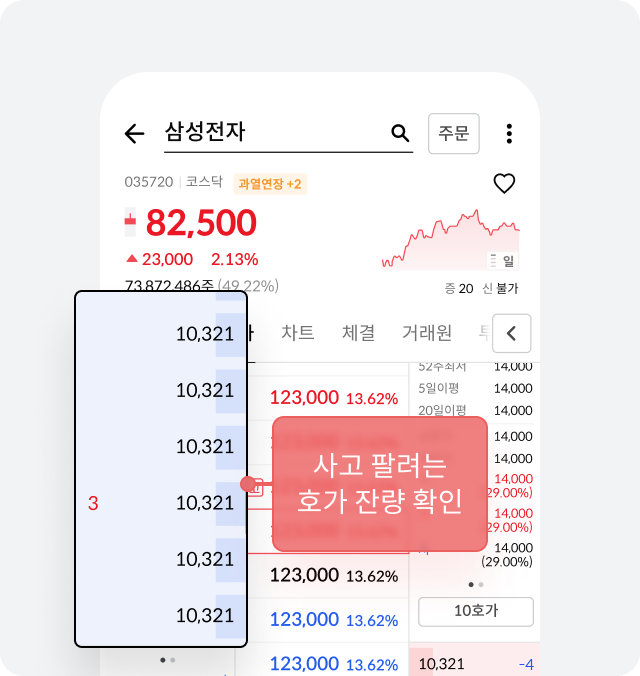 삼성전자
주문
035720 코스닥 과열연장 +2
82,500
23,000 2.13%
73,872,486주 (49.22%)
일
증 20 신 불가
차트 체결 거래원
52주최저 14,000
5일이평 14,000
20일이평 14,000
14,000
14,000
14,000
(29.00%)
14,000
(29.00%)
14,000
(29.00%)
10호가
10,321 -4
10,321
10,321
10,321
3 10,321
10,321
10,321
123,000 13.62%
사고 팔려는
호가 잔량 확인
123,000 13.62%
123,000 13.62%
123,000 13.62%